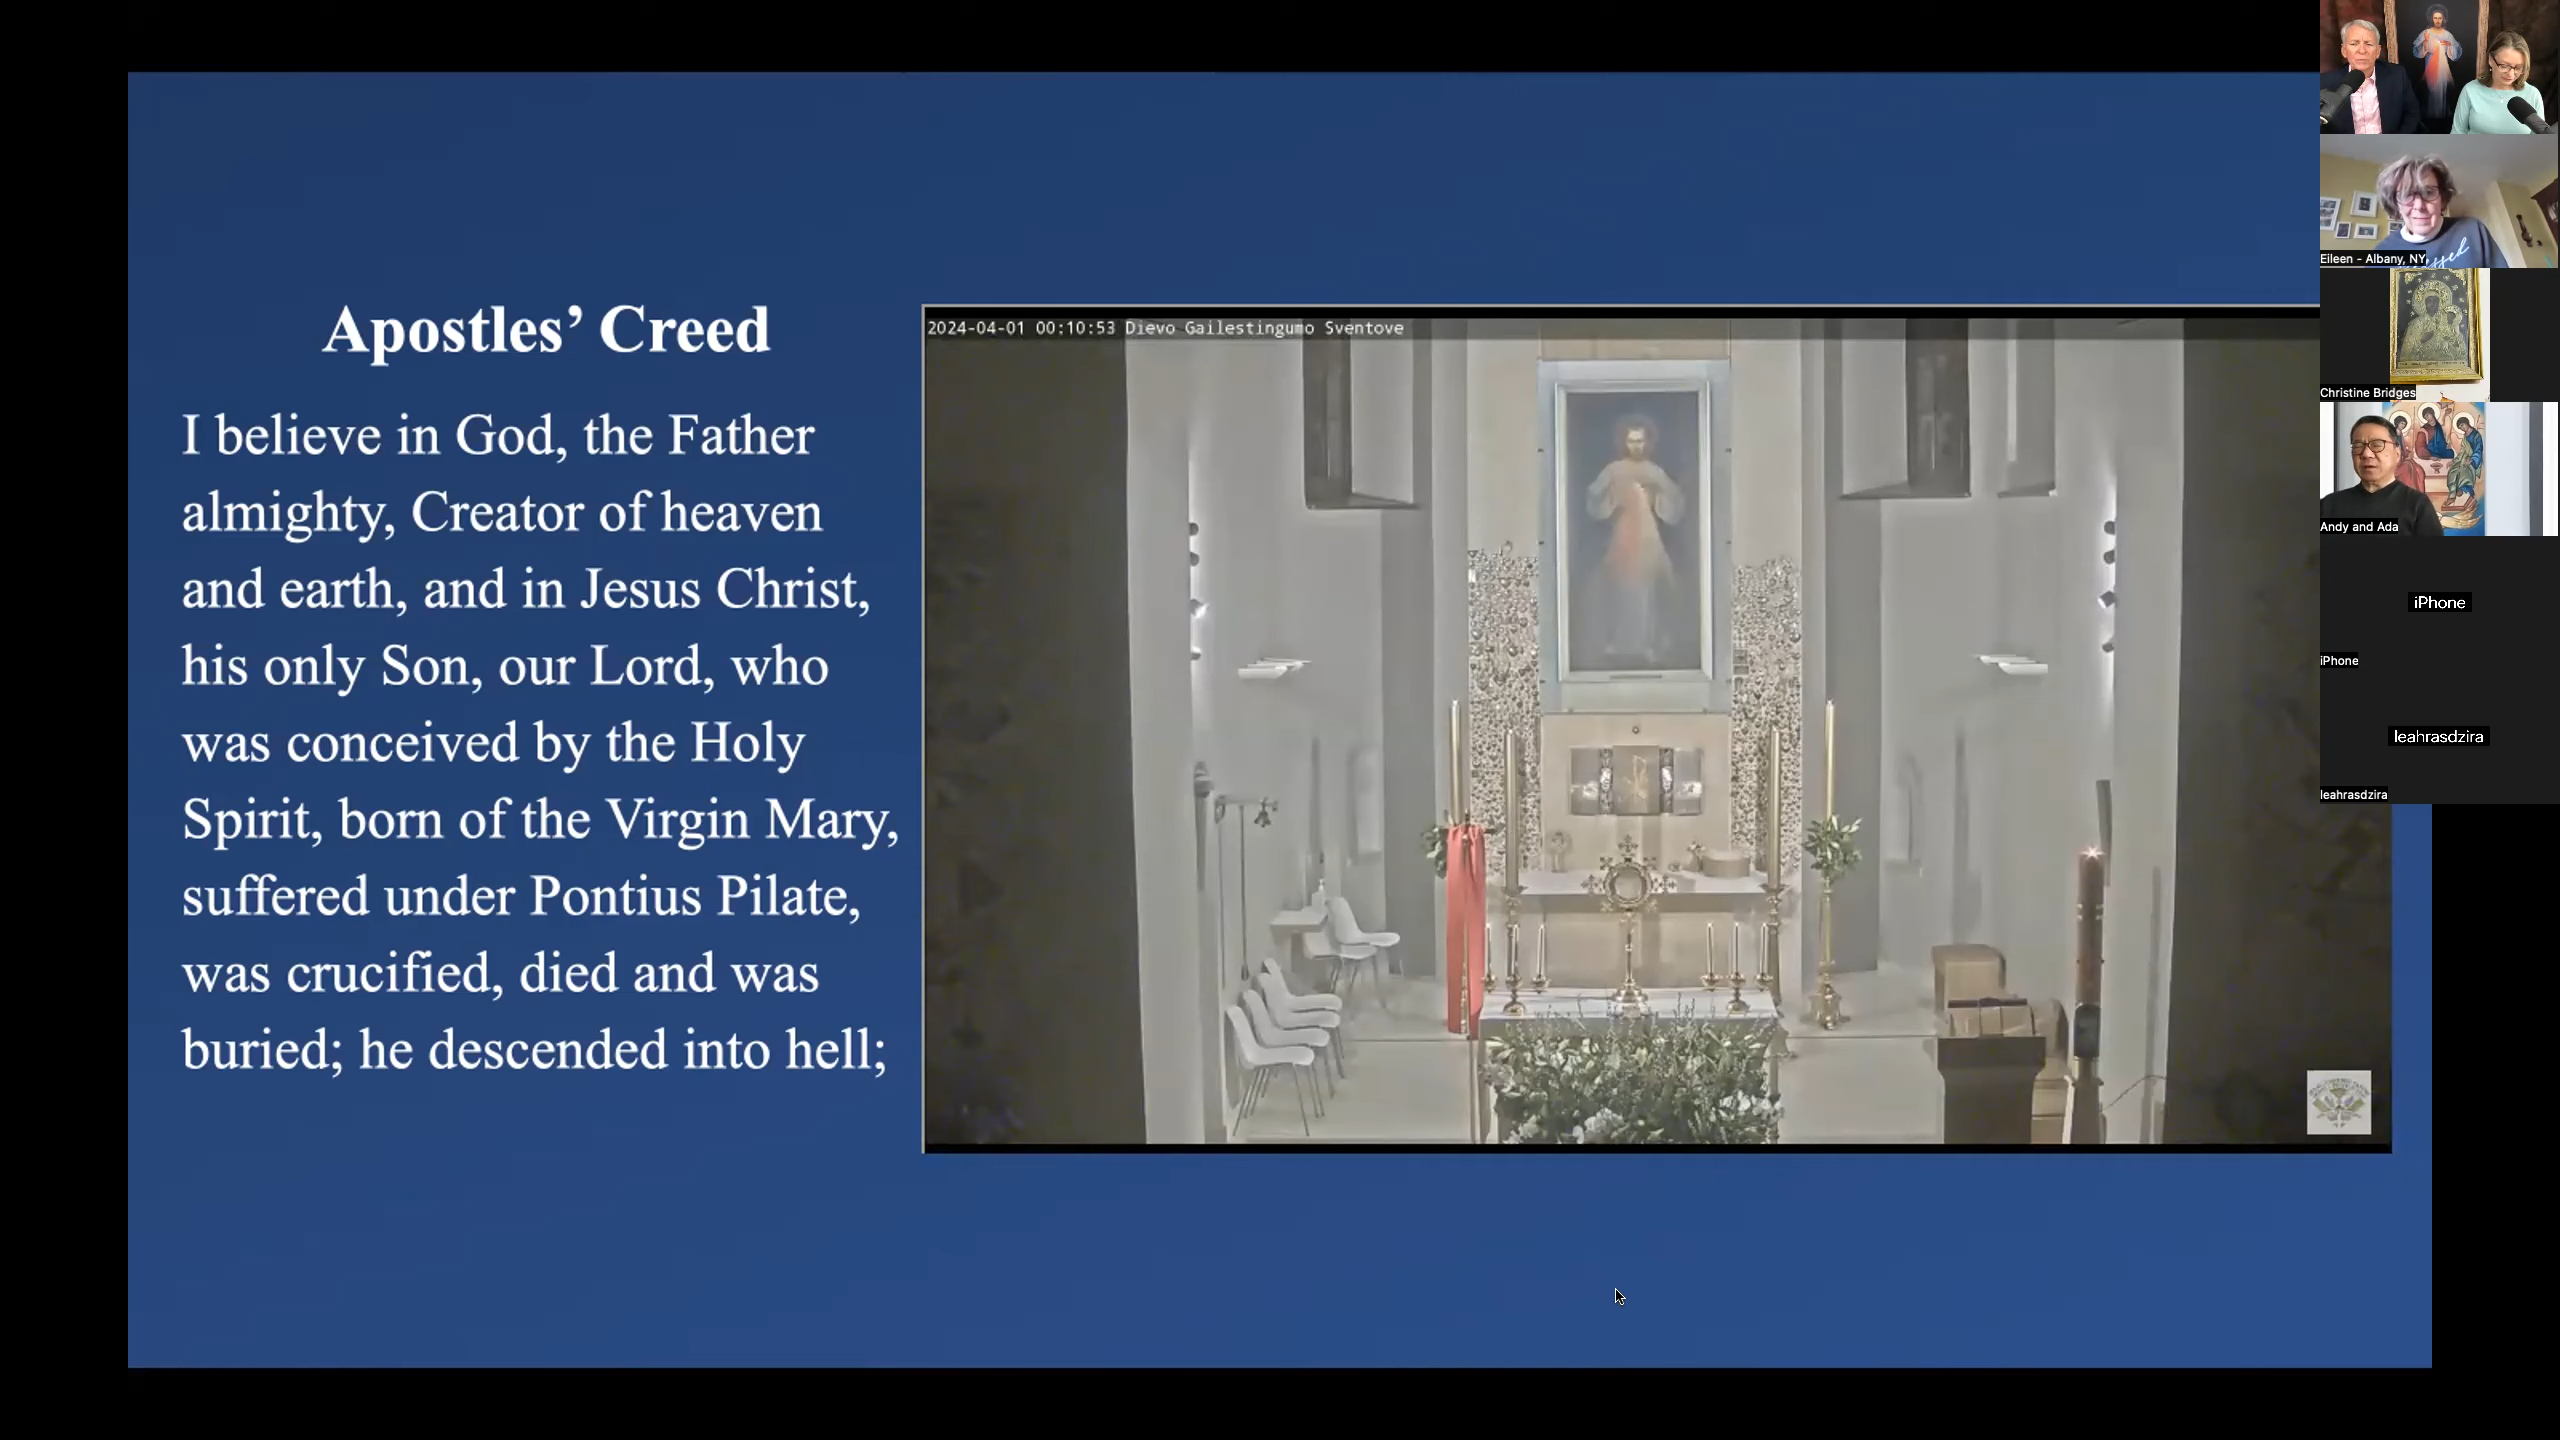 Apostles’ Creed
I believe in God, the Father
almighty, Creator of heaven
and earth, and in Jesus Christ,
his only Son, our Lord, who
was conceived by the Holy
Spirit, born of the Virgin Mary,
suffered under Pontius Pilate,
was crucified, died and was
buried; he descended into hell;
2024-04-01 00:10:53 Dievo Gailestingumo Sventove
Eileen - Albany, NY
Christine Bridges
Andy and Ada
iPhone
iPhone
leahrasdzira
leahrasdzira